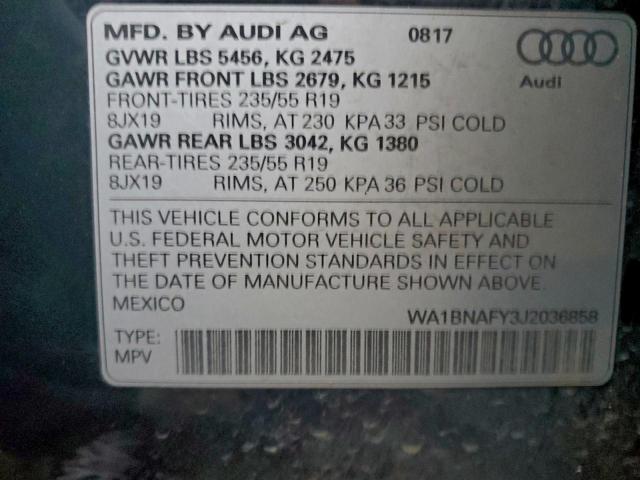 MFD. BY AUDI AG 0817
GVWR LBS 5456, KG 2475
GAWR FRONT LBS 2679, KG 1215 Audi
FRONT-TIRES 235/55 R19
8JX19 RIMS, AT 230 KPA 33 PSI COLD
GAWR REAR LBS 3042, KG 1380
REAR-TIRES 235/55 R19
8JX19 RIMS, AT 250 KPA 36 PSI COLD
THIS VEHICLE CONFORMS TO ALL APPLICABLE
U.S. FEDERAL MOTOR VEHICLE SAFETY AND
THEFT PREVENTION STANDARDS IN EFFECT ON
THE DATE OF MANUFACTURE SHOWN ABOVE.
MEXICO WA1BNAFY3J2036858
TYPE:
MPV